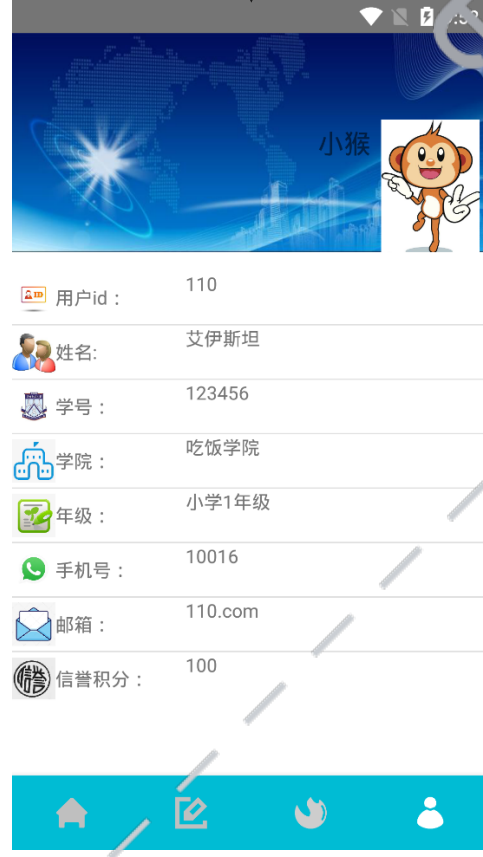 小猴
用户id： 110
姓名: 艾伊斯坦
学号： 123456
学院： 吃饭学院
年级： 小学1年级
手机号： 10016
邮箱： 110.com
信誉积分： 100